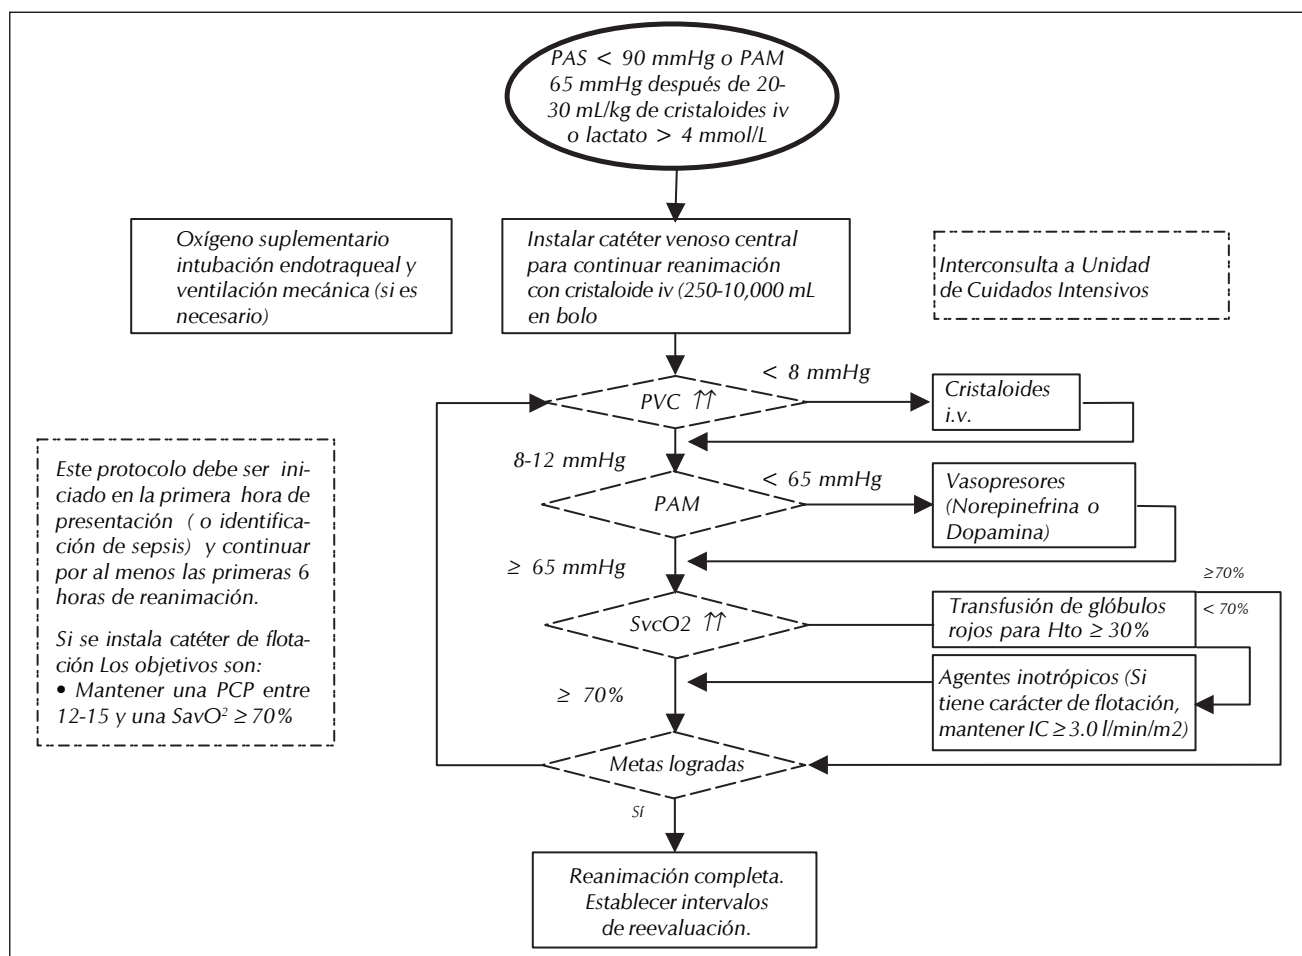 PAS < 90 mmHg o PAM
65 mmHg después de 20-
30 mL/kg de cristaloides iv
o lactato > 4 mmol/L
Oxígeno suplementario
intubación endotraqueal y
ventilación mecánica (si es
necesario)
Instalar catéter venoso central
para continuar reanimación
con cristaloide iv (250-10,000 mL
en bolo
Interconsulta a Unidad
de Cuidados Intensivos
PVC ⇈
< 8 mmHg
Cristaloides
i.v.
8-12 mmHg
PAM
< 65 mmHg
Vasopresores
(Norepinefrina o
Dopamina)
Este protocolo debe ser ini-
ciado en la primera hora de
presentación ( o identifica-
ción de sepsis) y continuar
por al menos las primeras 6
horas de reanimación.
Si se instala catéter de flota-
ción Los objetivos son:
• Mantener una PCP entre
12-15 y una SavO² ≥ 70%
≥ 65 mmHg
SvcO2 ⇈
Transfusión de glóbulos
rojos para Hto ≥ 30%
≥70%
< 70%
≥ 70%
Agentes inotrópicos (Si
tiene carácter de flotación,
mantener IC ≥ 3.0 l/min/m2)
Metas logradas
Sí
Reanimación completa.
Establecer intervalos
de reevaluación.